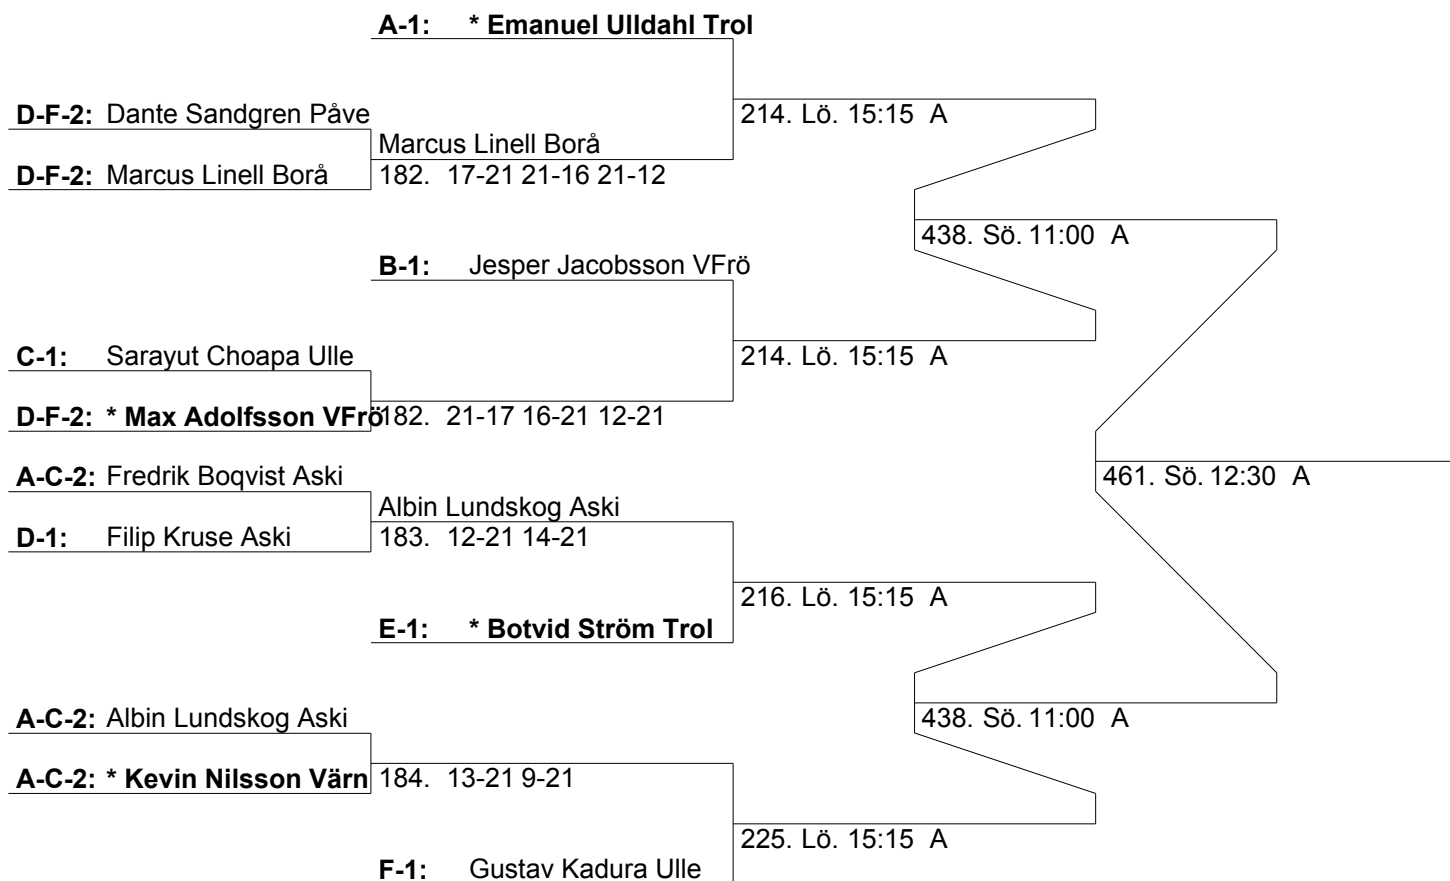 A-1: * Emanuel Ulldahl Trol
D-F-2: Dante Sandgren Påve
214. Lö. 15:15 A
Marcus Linell Borå
D-F-2: Marcus Linell Borå
182. 17-21 21-16 21-12
438. Sö. 11:00 A
B-1: Jesper Jacobsson VFrö
C-1: Sarayut Choapa Ulle
214. Lö. 15:15 A
D-F-2: * Max Adolfsson VFrö
182. 21-17 16-21 12-21
A-C-2: Fredrik Boqvist Aski
461. Sö. 12:30 A
Albin Lundskog Aski
D-1: Filip Kruse Aski
183. 12-21 14-21
216. Lö. 15:15 A
E-1: * Botvid Ström Trol
A-C-2: Albin Lundskog Aski
438. Sö. 11:00 A
A-C-2: * Kevin Nilsson Värn
184. 13-21 9-21
225. Lö. 15:15 A
F-1: Gustav Kadura Ulle